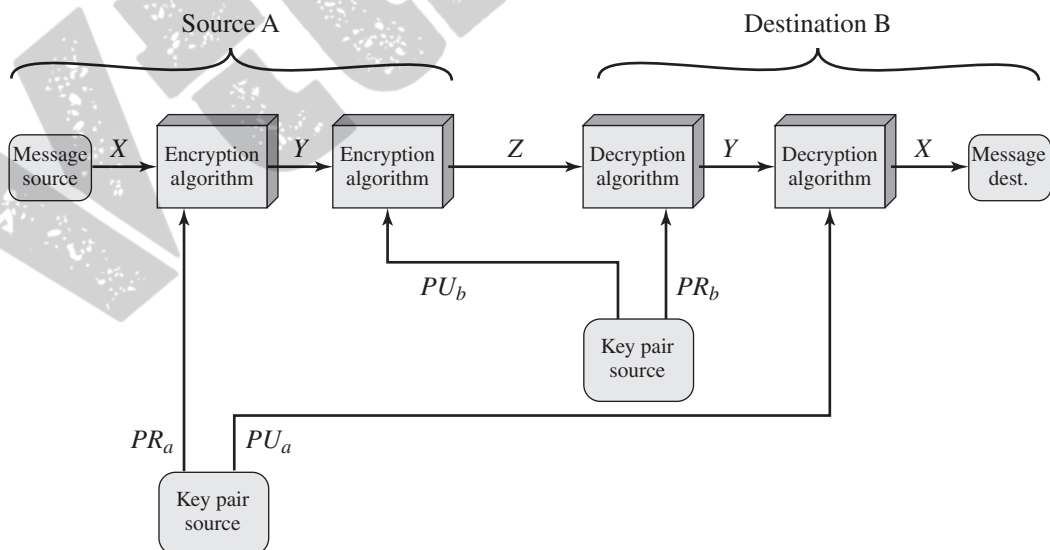 Source A
Destination B
Message
source
X
Encryption
algorithm
Y
Encryption
algorithm
Z
Decryption
algorithm
Y
Decryption
algorithm
X
Message
dest.
PU_b
PR_b
Key pair
source
PR_a
PU_a
Key pair
source